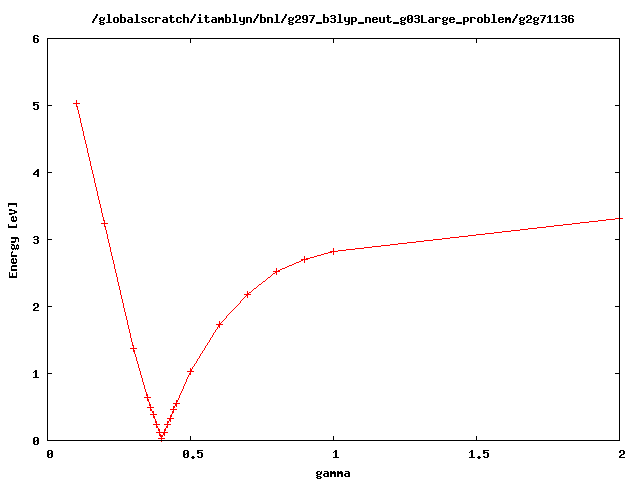 /globalscratch/itamblyn/bnl/g297_b3lyp_neut_g03Large_problem/g2g71136
6
5
4
3
2
1
0
Energy [eV]
0 0.5 1 1.5 2
gamma